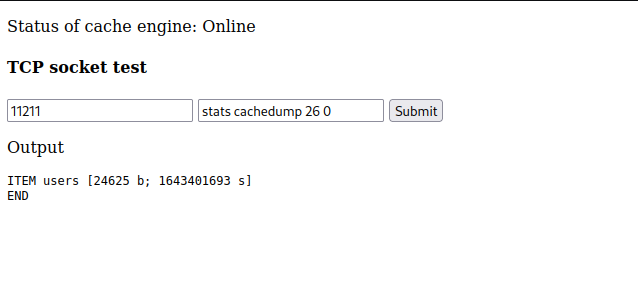 Status of cache engine: Online
TCP socket test
11211 stats cachedump 26 0 Submit
Output
ITEM users [24625 b; 1643401693 s]
END